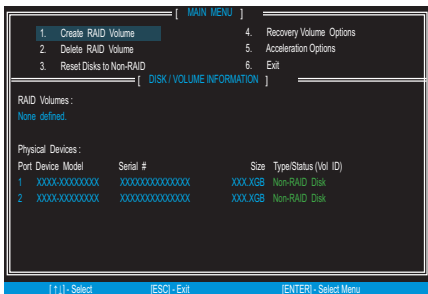 [ MAIN MENU ]
1. Create RAID Volume 4. Recovery Volume Options
2. Delete RAID Volume 5. Acceleration Options
3. Reset Disks to Non-RAID 6. Exit
[ DISK / VOLUME INFORMATION ]
RAID Volumes :
None defined.
Physical Devices :
Port Device Model Serial # Size Type/Status (Vol ID)
1 XXXX-XXXXXXXX XXXXXXXXXXXXXX XXX.XGB Non-RAID Disk
2 XXXX-XXXXXXXX XXXXXXXXXXXXXX XXX.XGB Non-RAID Disk
[↑↓] - Select [ESC] - Exit [ENTER] - Select Menu